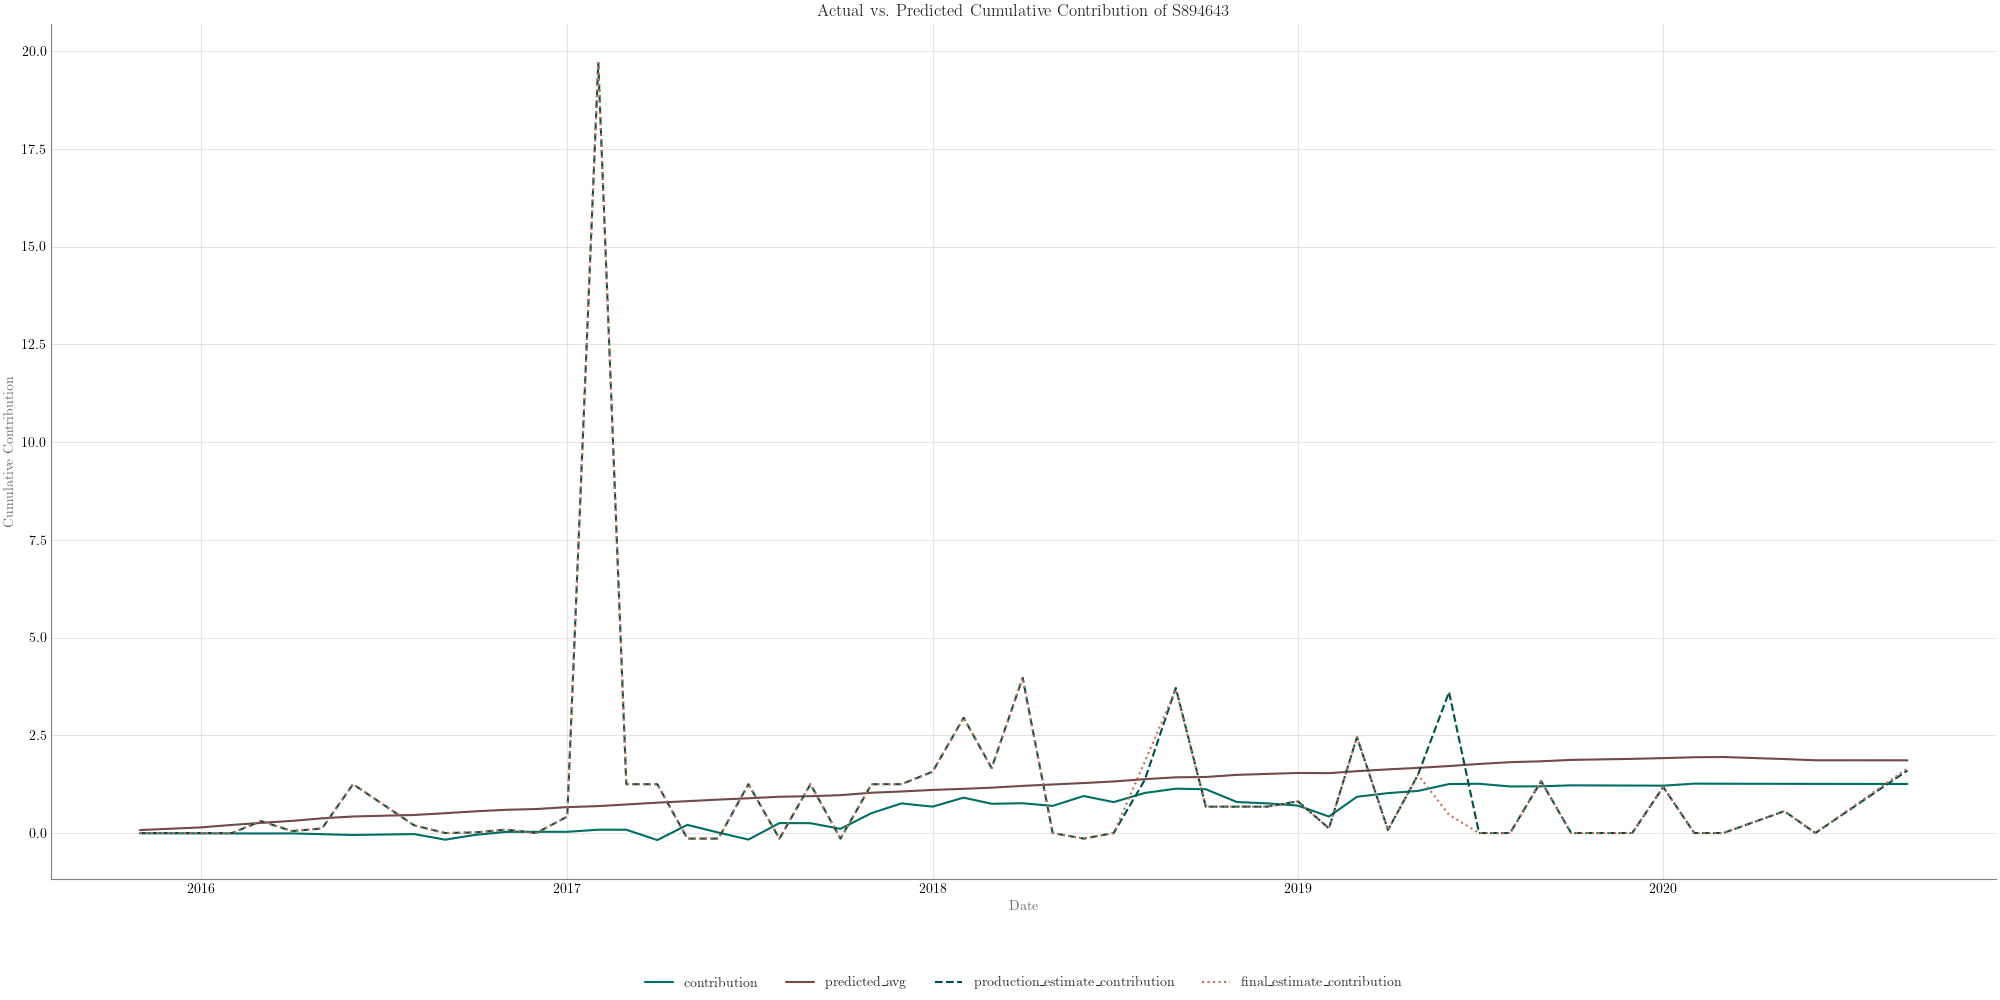 Actual vs. Predicted Cumulative Contribution of S894643
20.0
17.5
15.0
12.5
10.0
7.5
5.0
2.5
0.0
Cumulative Contribution
2016 2017 2018 2019 2020
Date
contribution predicted_avg production_estimate_contribution final_estimate_contribution